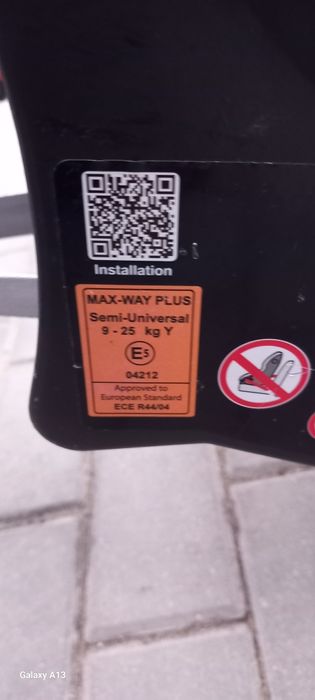 Installation
MAX-WAY PLUS
Semi-Universal
9 - 25 kg Y
E5
04212
Approved to
European Standard
ECE R44/04
Galaxy A13